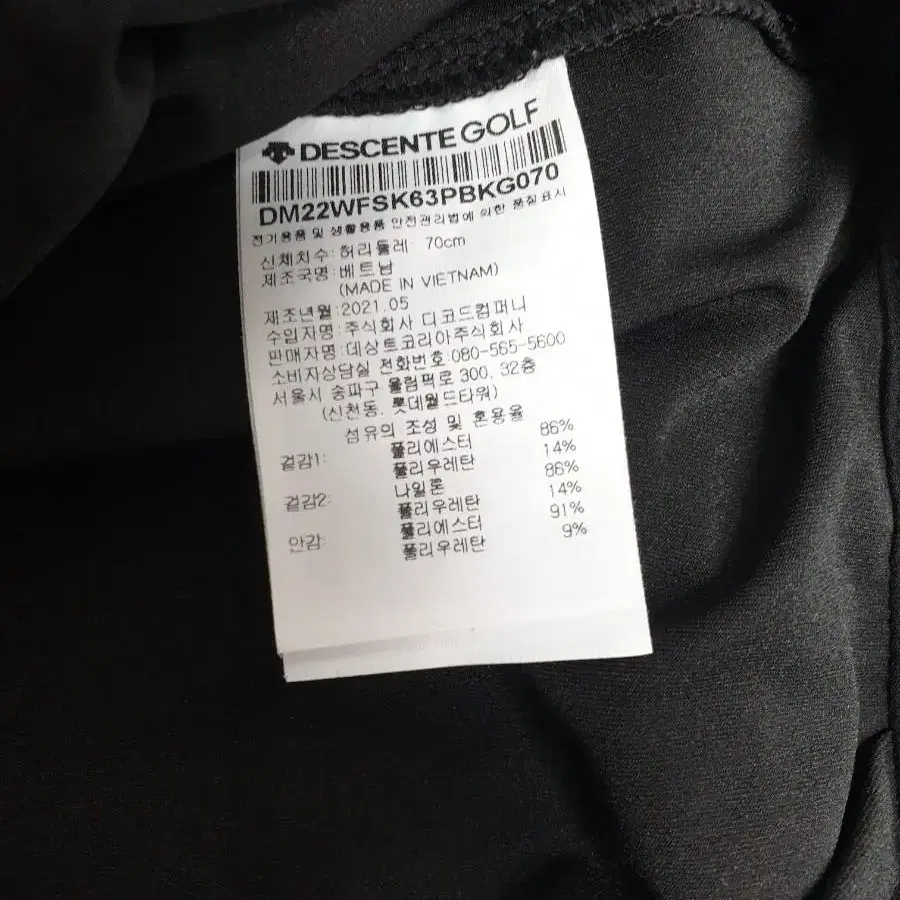 DESCENTE GOLF
DM22WFSK63PBKG070
전기용품 및 생활용품 안전관리법에 의한 품질표시
신체치수: 허리둘레: 70cm
제조국명: 베트남
(MADE IN VIETNAM)
제조년월: 2021.05
수입자명: 주식회사 디코드컴퍼니
판매자명: 데상트코리아주식회사
소비자상담실 전화번호: 080-565-5600
서울시 송파구 올림픽로 300, 32층
(신천동, 롯데월드타워)
섬유의 조성 및 혼용율
겉감1: 폴리에스터 86%
폴리우레탄 14%
겉감2: 나일론 86%
폴리우레탄 14%
안감: 폴리에스터 91%
폴리우레탄 9%